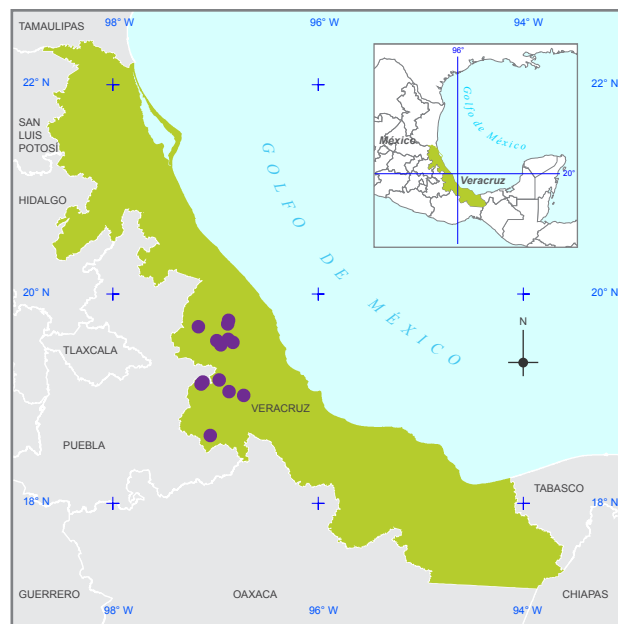 TAMAULIPAS
98° W
96° W
94° W
22° N
22° N
SAN
LUIS
POTOSÍ
HIDALGO
GOLFO DE MÉXICO
96°
Golfo de México
México
Veracruz
20°
20° N
20° N
N
TLAXCALA
VERACRUZ
PUEBLA
TABASCO
18° N
18° N
GUERRERO
OAXACA
CHIAPAS
98° W
96° W
94° W